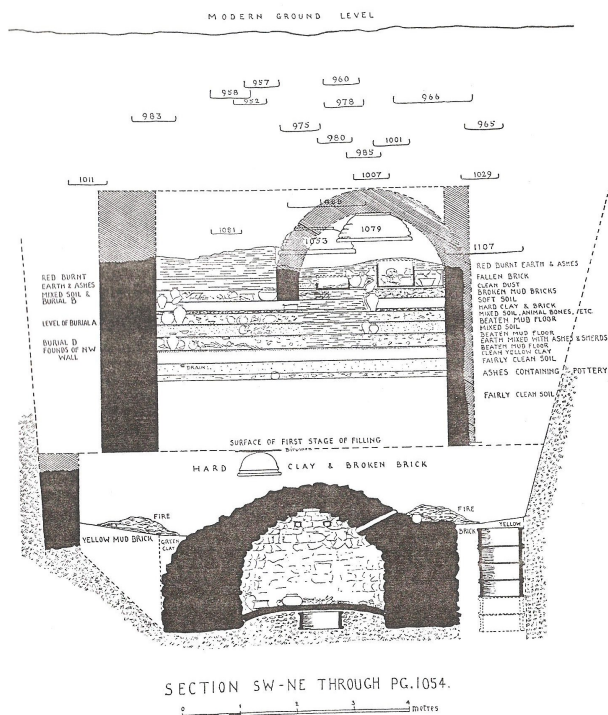 MODERN GROUND LEVEL
957
960
958
952
978
966
983
975
965
980
1001
985
1011
1007
1029
1068
1079
1081
1053
1107
RED BURNT
EARTH & ASHES
MIXED SOIL &
BURIAL B
LEVEL OF BURIAL A
BURIAL D
FOUNDS OF NW
WALL
RED BURNT EARTH & ASHES
FALLEN BRICK
CLEAN DUST
BROKEN MUD BRICKS
SOFT SOIL
HARD CLAY & BRICK
MIXED SOIL, ANIMAL BONES, ETC.
BEATEN MUD FLOOR
MIXED SOIL
BEATEN MUD FLOOR
EARTH MIXED WITH ASHES & SHERDS
BEATEN MUD FLOOR
CLEAN YELLOW CLAY
FAIRLY CLEAN SOIL
ASHES CONTAINING POTTERY
FAIRLY CLEAN SOIL
DRAIN
SURFACE OF FIRST STAGE OF FILLING
HARD CLAY & BROKEN BRICK
FIRE
FIRE
YELLOW MUD BRICK
GREEN
CLAY
YELLOW
BRICK
SECTION SW-NE THROUGH PG.1054.
0 1 2 3 4 metres